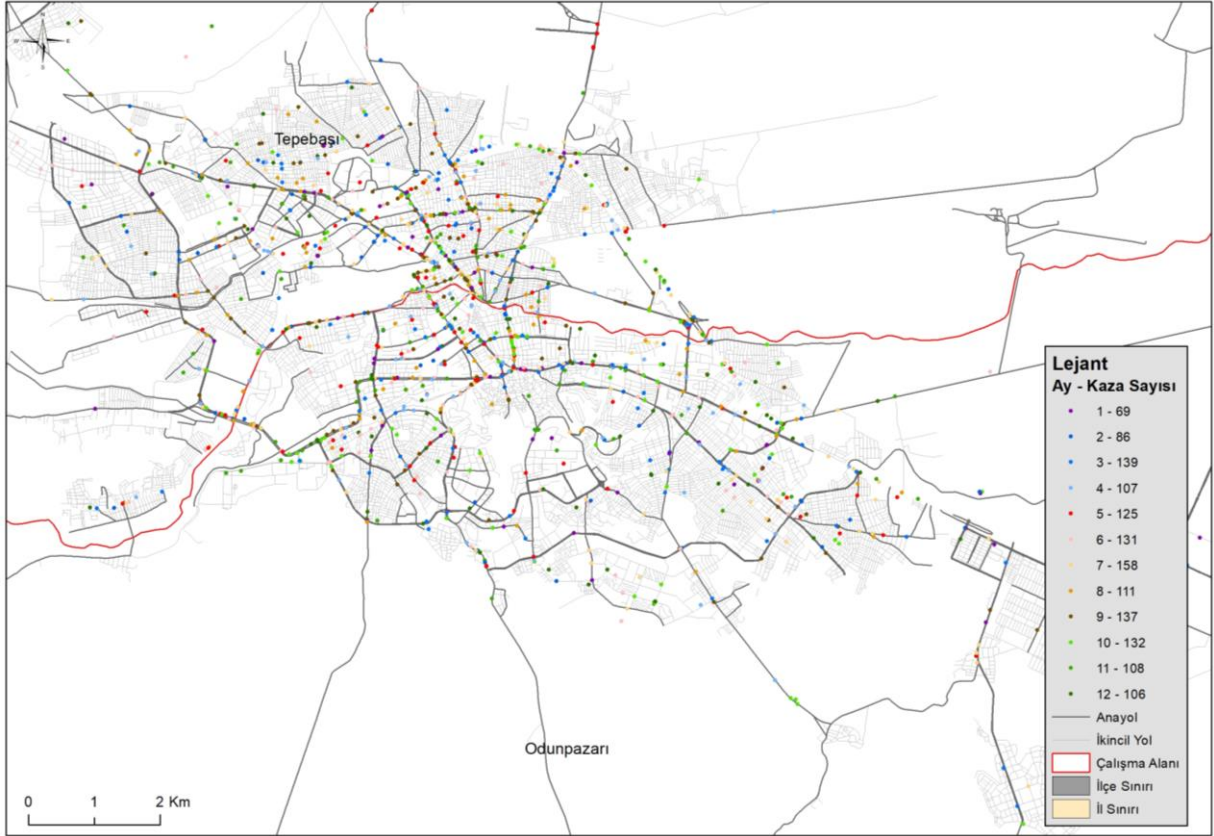 N
W E
S
Tepebaşı
Odunpazarı
0 1 2 Km
Lejant
Ay - Kaza Sayısı
1 - 69
2 - 86
3 - 139
4 - 107
5 - 125
6 - 131
7 - 158
8 - 111
9 - 137
10 - 132
11 - 108
12 - 106
Anayol
İkincil Yol
Çalışma Alanı
İlçe Sınırı
İl Sınırı